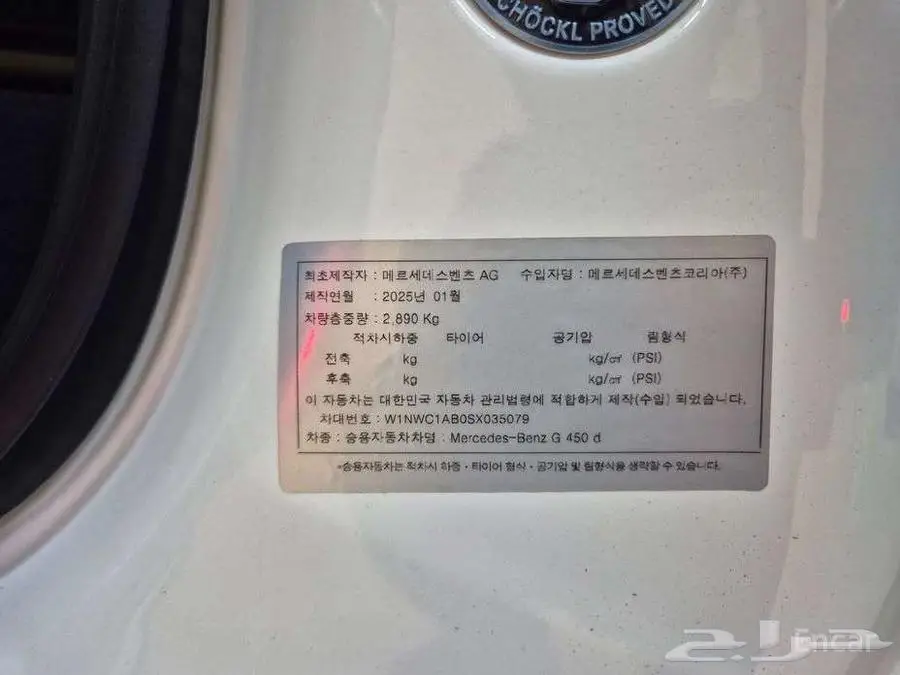 SCHÖCKL PROVED
최초제작자 : 메르세데스벤츠 AG 수입자명 : 메르세데스벤츠코리아(주)
제작연월 : 2025년 01월
차량총중량 : 2,890 Kg
적차시하중 타이어 공기압 림형식
전축 kg kg/㎠ (PSI)
후축 kg kg/㎠ (PSI)
이 자동차는 대한민국 자동차 관리법령에 적합하게 제작(수입) 되었습니다.
차대번호 : W1NWC1AB0SX035079
차종 : 승용자동차차명 : Mercedes-Benz G 450 d
*승용자동차는 적차시 하중・타이어 형식・공기압 및 림형식을 생략할 수 있습니다.
Encar